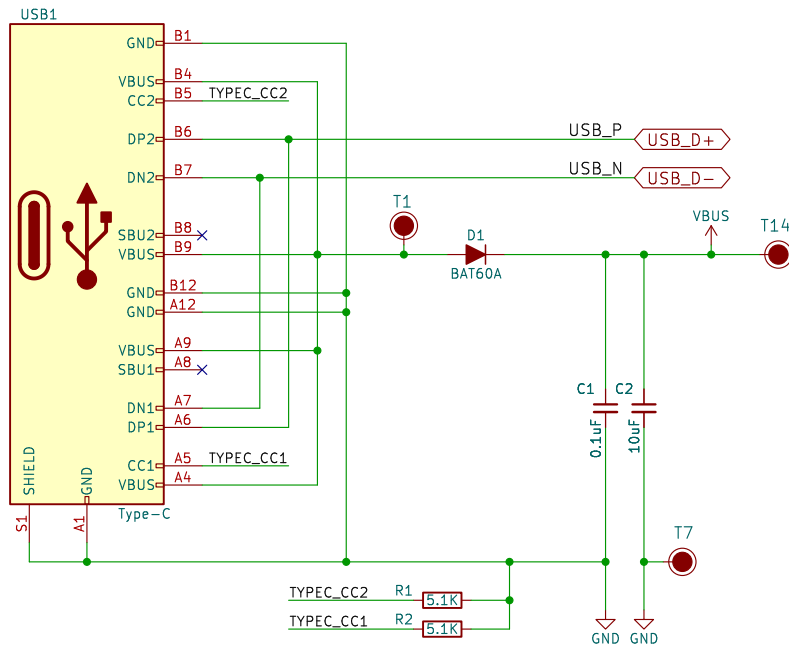 USB1
GND B1
VBUS B4
CC2 B5 TYPEC_CC2
DP2 B6 USB_P USB_D+
DN2 B7 USB_N USB_D-
T1 D1 VBUS T14
SBU2 B8
VBUS B9
BAT60A
GND B12
GND A12
VBUS A9
SBU1 A8
C1 C2
DN1 A7
DP1 A6
0.1uF 10uF
CC1 A5 TYPEC_CC1
VBUS A4
SHIELD GND
Type-C
S1 A1
T7
TYPEC_CC2 R1 5.1K
TYPEC_CC1 R2 5.1K
GND GND